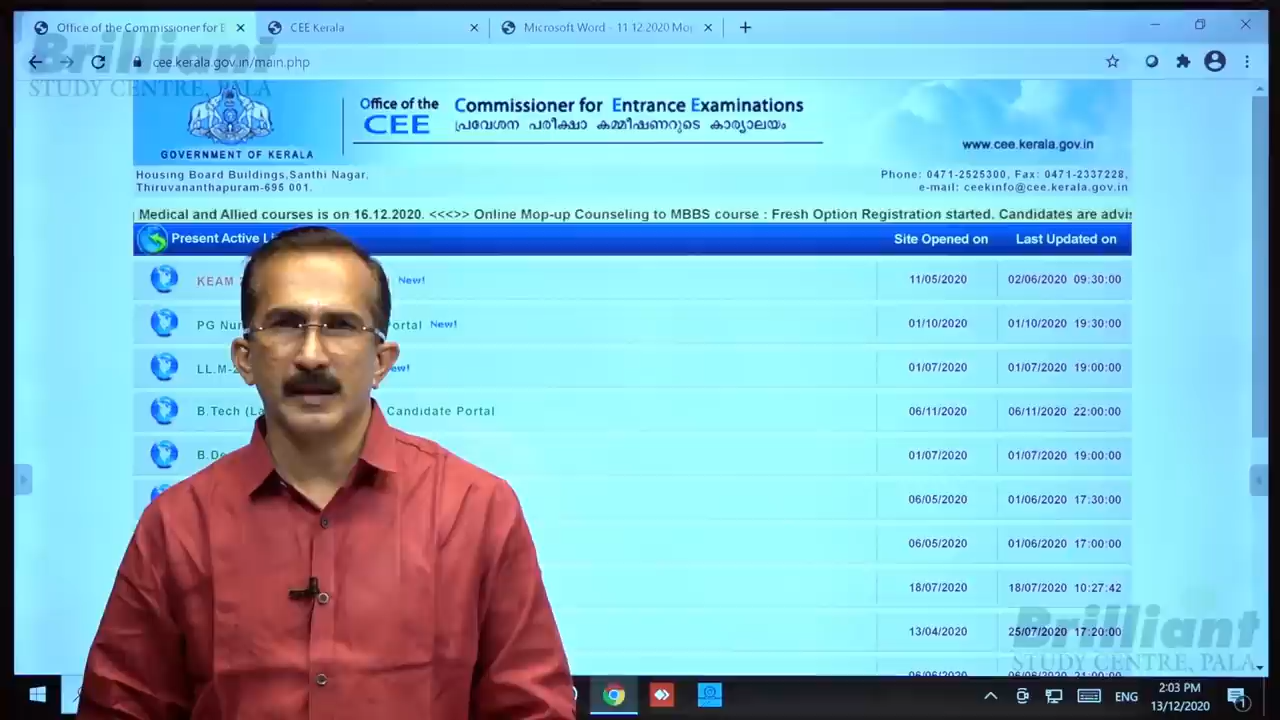 Office of the Commissioner for E
CEE Kerala
Microsoft Word - 11 12.2020 Mop
Brilliant
STUDY CENTRE, PALA
cee.kerala.gov.in/main.php
GOVERNMENT OF KERALA
Office of the
CEE
Commissioner for Entrance Examinations
പ്രവേശന പരീക്ഷാ കമ്മീഷണറുടെ കാര്യാലയം
www.cee.kerala.gov.in
Housing Board Buildings,Santhi Nagar,
Thiruvananthapuram-695 001.
Phone: 0471-2525300, Fax: 0471-2337228,
e-mail: ceekinfo@cee.kerala.gov.in
Medical and Allied courses is on 16.12.2020. <<<>> Online Mop-up Counseling to MBBS course : Fresh Option Registration started. Candidates are advis
Present Active Li Site Opened on Last Updated on
KEAM New! 11/05/2020 02/06/2020 09:30:00
PG Nur ortal New! 01/10/2020 01/10/2020 19:30:00
LL.M-2 ew! 01/07/2020 01/07/2020 19:00:00
B.Tech (La Candidate Portal 06/11/2020 06/11/2020 22:00:00
B.De 01/07/2020 01/07/2020 19:00:00
06/05/2020 01/06/2020 17:30:00
06/05/2020 01/06/2020 17:00:00
18/07/2020 18/07/2020 10:27:42
13/04/2020 25/07/2020 17:20:00
Brilliant
STUDY CENTRE, PALA
ENG
2:03 PM
13/12/2020
1